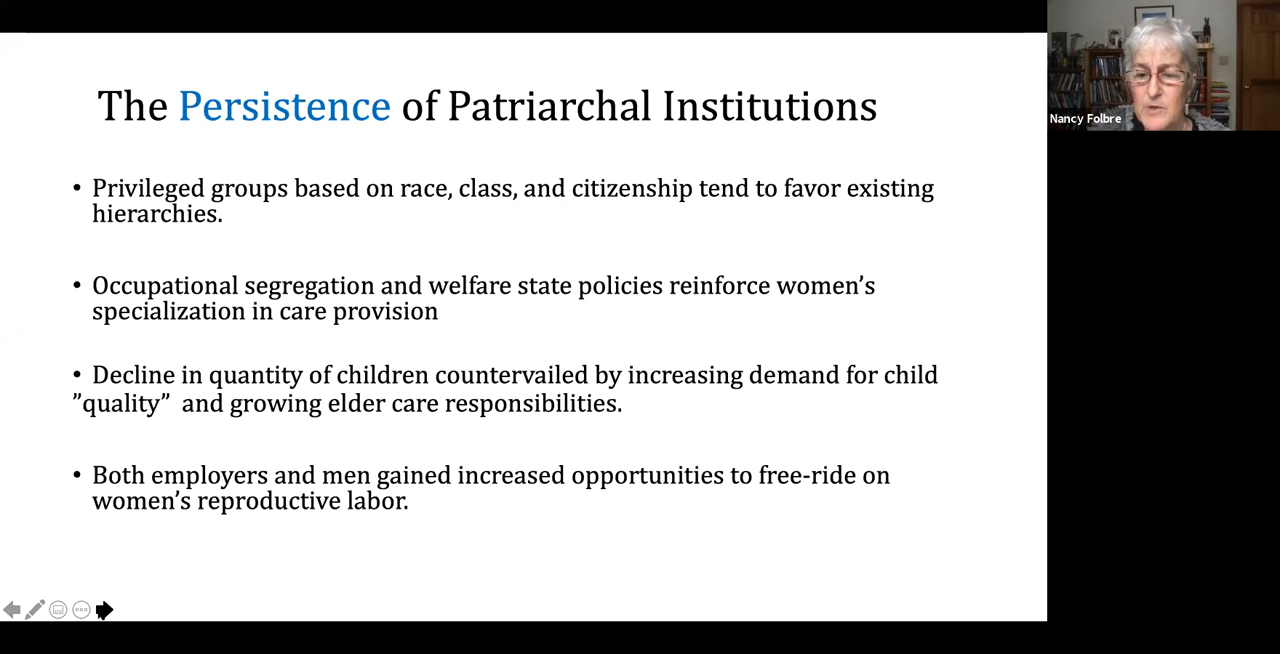 The Persistence of Patriarchal Institutions
• Privileged groups based on race, class, and citizenship tend to favor existing
hierarchies.
• Occupational segregation and welfare state policies reinforce women’s
specialization in care provision
• Decline in quantity of children countervailed by increasing demand for child
”quality” and growing elder care responsibilities.
• Both employers and men gained increased opportunities to free-ride on
women’s reproductive labor.
Nancy Folbre